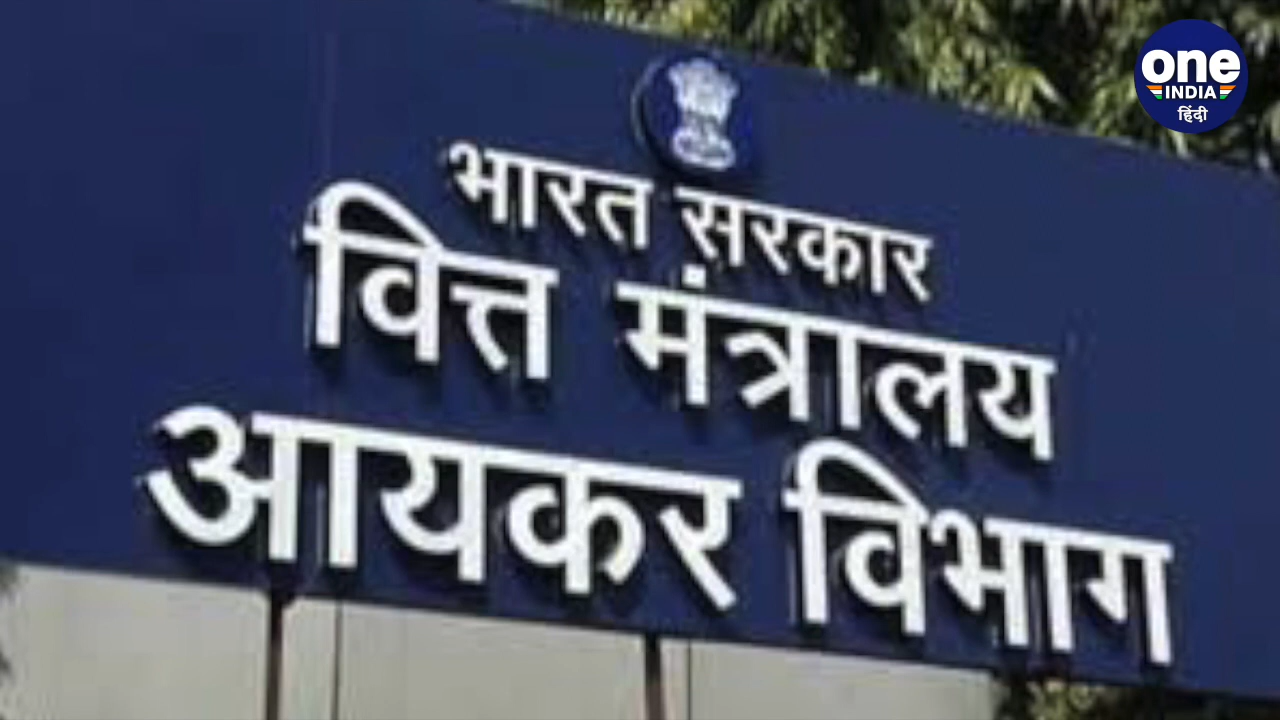 one
INDIA
हिंदी
भारत सरकार
वित्त मंत्रालय
आयकर विभाग